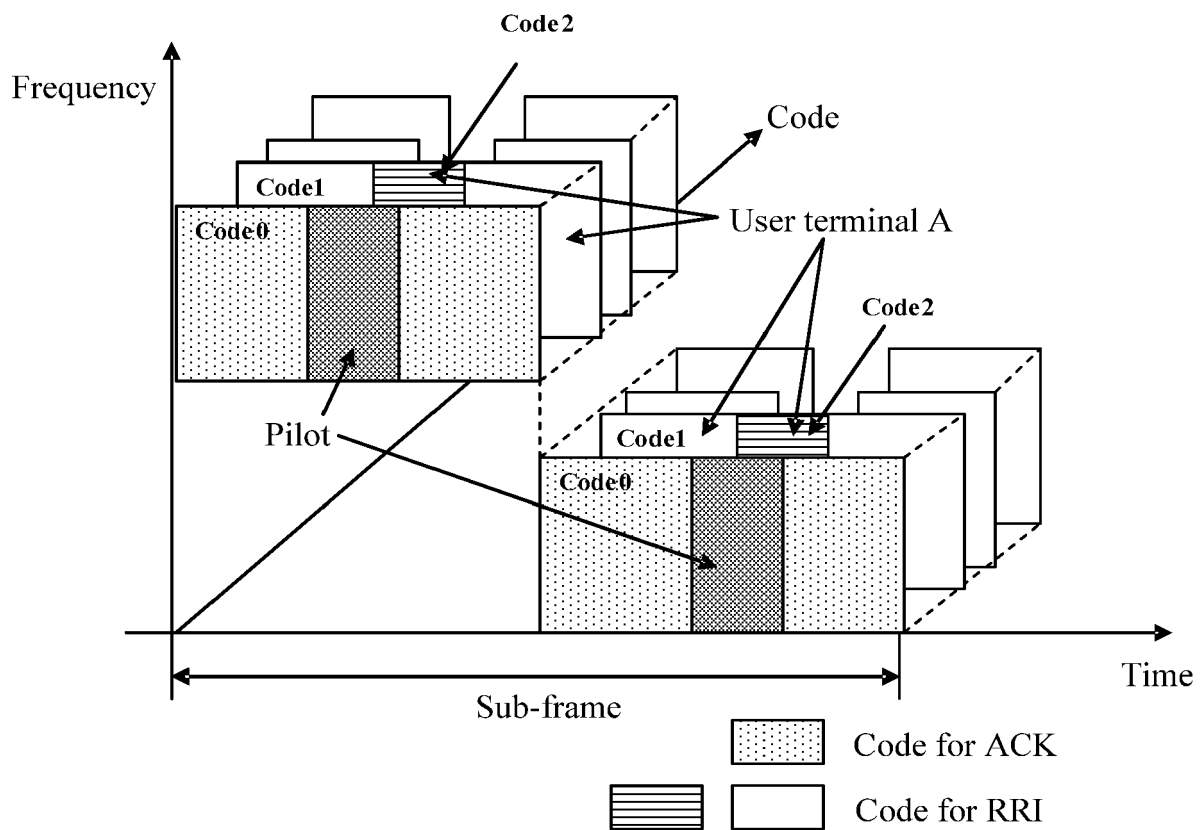 Code2
Frequency
Code
Code1
Code0
User terminal A
Code2
Pilot
Code1
Code0
Time
Sub-frame
Code for ACK
Code for RRI